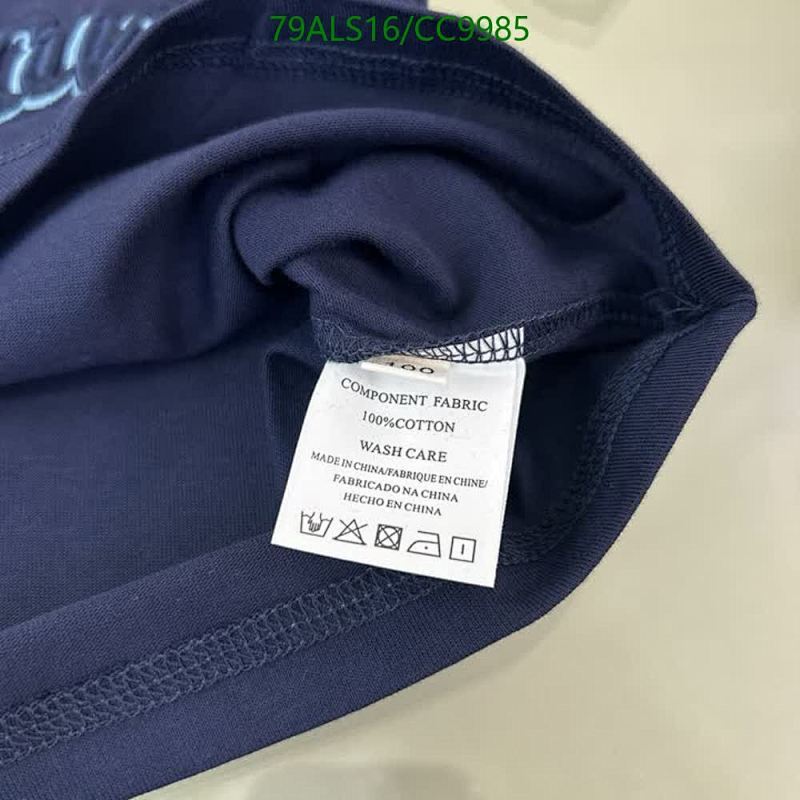 79ALS16/CC9985
100
COMPONENT FABRIC
100%COTTON
WASH CARE
MADE IN CHINA/FABRIQUE EN CHINE/
FABRICADO NA CHINA
HECHO EN CHINA